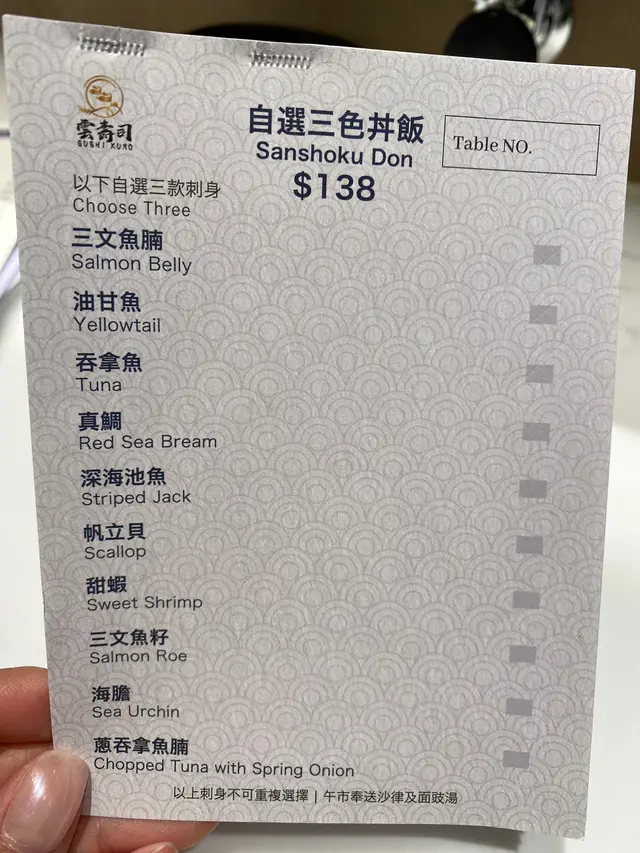 雲壽司
SUSHI KUMO
自選三色丼飯
Sanshoku Don
$138
Table NO.
以下自選三款刺身
Choose Three
三文魚腩
Salmon Belly
油甘魚
Yellowtail
吞拿魚
Tuna
真鯛
Red Sea Bream
深海池魚
Striped Jack
帆立貝
Scallop
甜蝦
Sweet Shrimp
三文魚籽
Salmon Roe
海膽
Sea Urchin
蔥吞拿魚腩
Chopped Tuna with Spring Onion
以上刺身不可重複選擇 | 午市奉送沙律及面豉湯